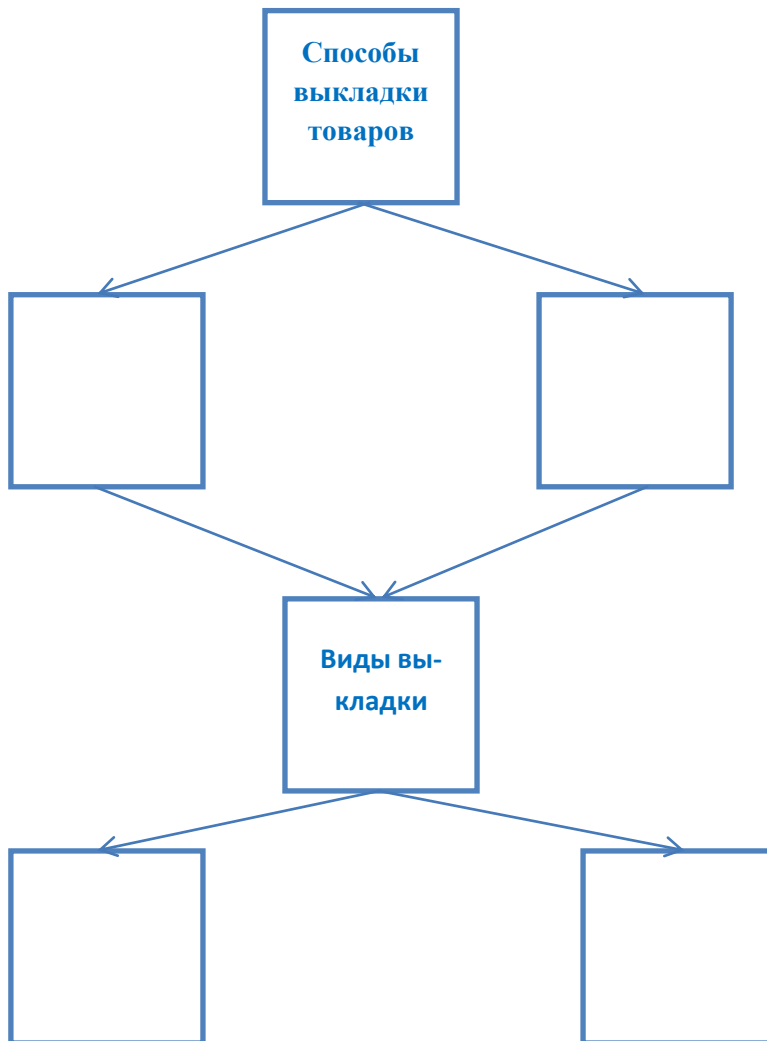 Способы
выкладки
товаров
Виды вы-
кладки